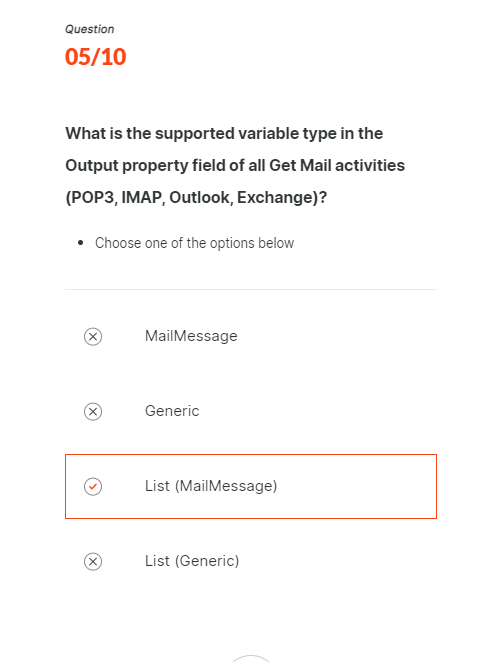 Question
05/10
What is the supported variable type in the
Output property field of all Get Mail activities
(POP3, IMAP, Outlook, Exchange)?
Choose one of the options below
MailMessage
Generic
List (MailMessage)
List (Generic)